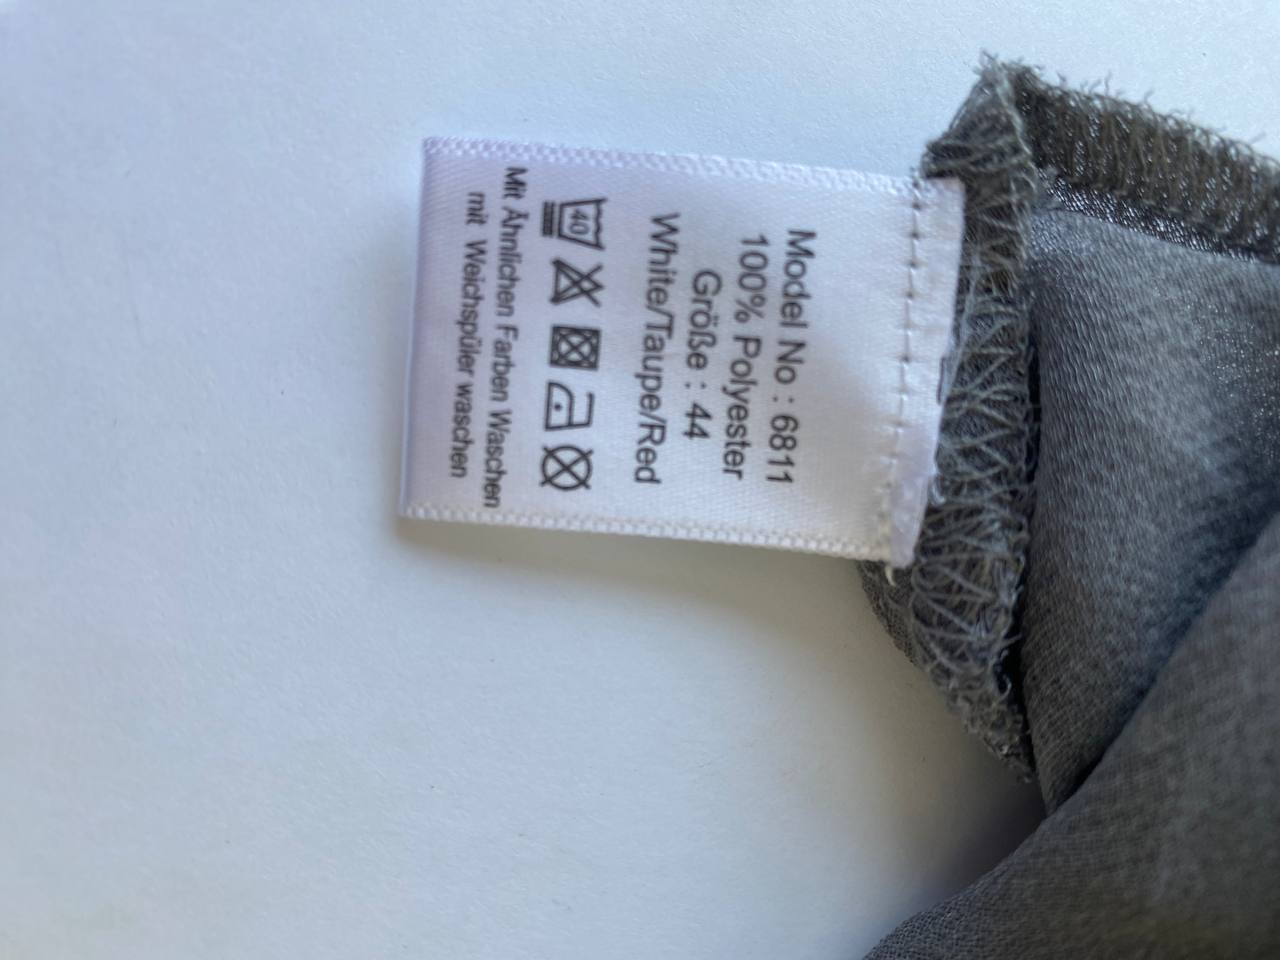 Model No : 6811
100% Polyester
Größe : 44
White/Taupe/Red
40
Mit Ähnlichen Farben Waschen
mit Weichspüler waschen